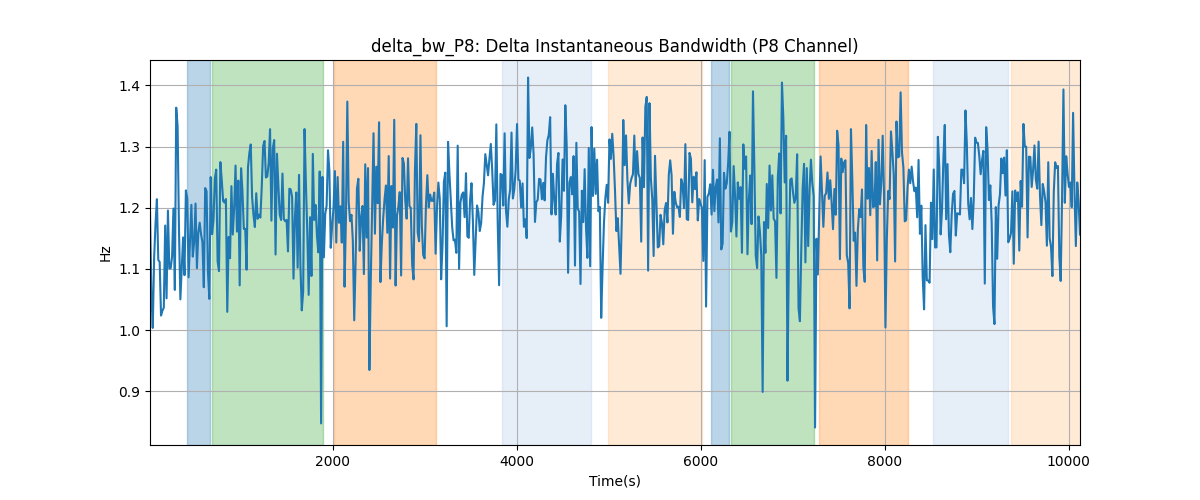 delta_bw_P8: Delta Instantaneous Bandwidth (P8 Channel)
1.4
1.3
1.2
1.1
1.0
0.9
Hz
2000 4000 6000 8000 10000
Time(s)